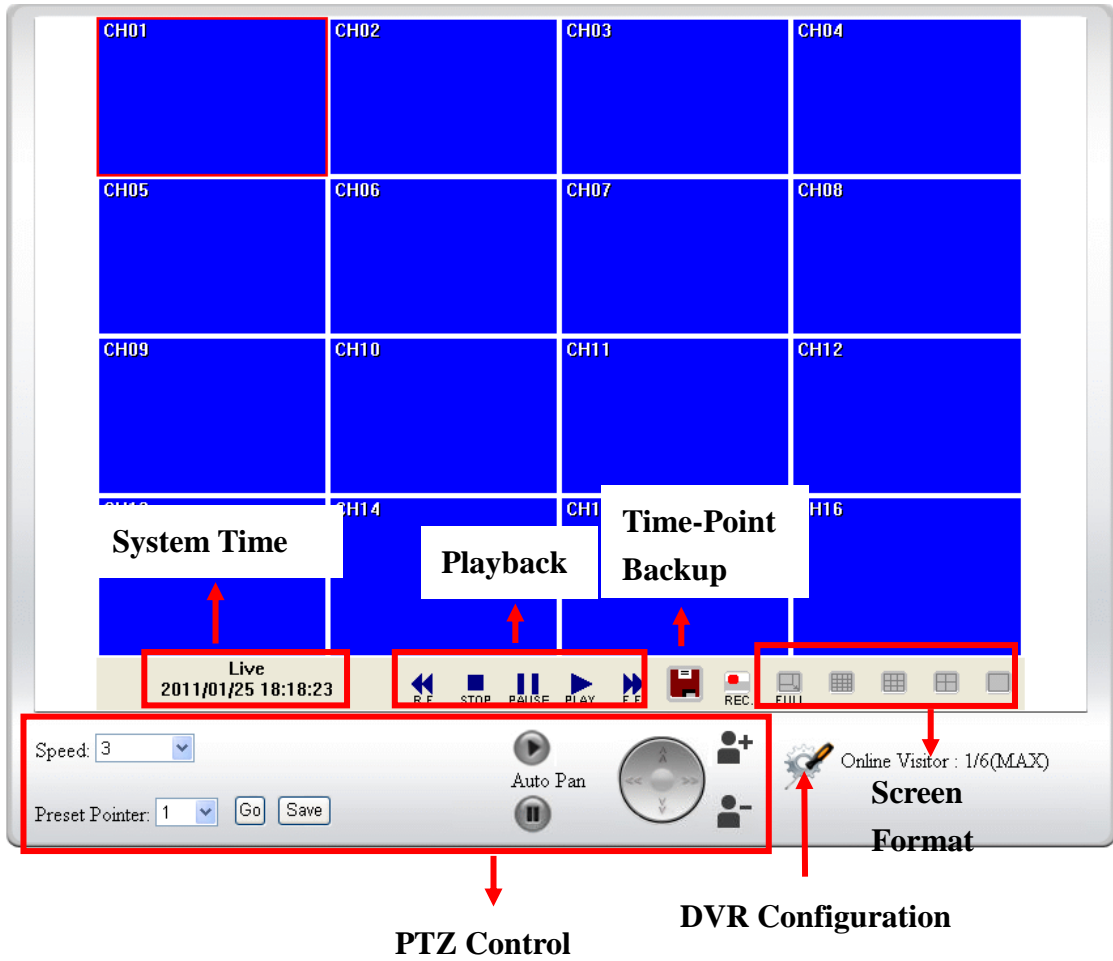 CH01 CH02 CH03 CH04
CH05 CH06 CH07 CH08
CH09 CH10 CH11 CH12
CH14 CH16
System Time
Playback
Time-Point
Backup
Live
2011/01/25 18:18:23
R.F. STOP PAUSE PLAY F.F. REC. FULL
Speed: 3
Auto Pan
Preset Pointer: 1 Go Save
Online Visitor : 1/6(MAX)
Screen
Format
DVR Configuration
PTZ Control